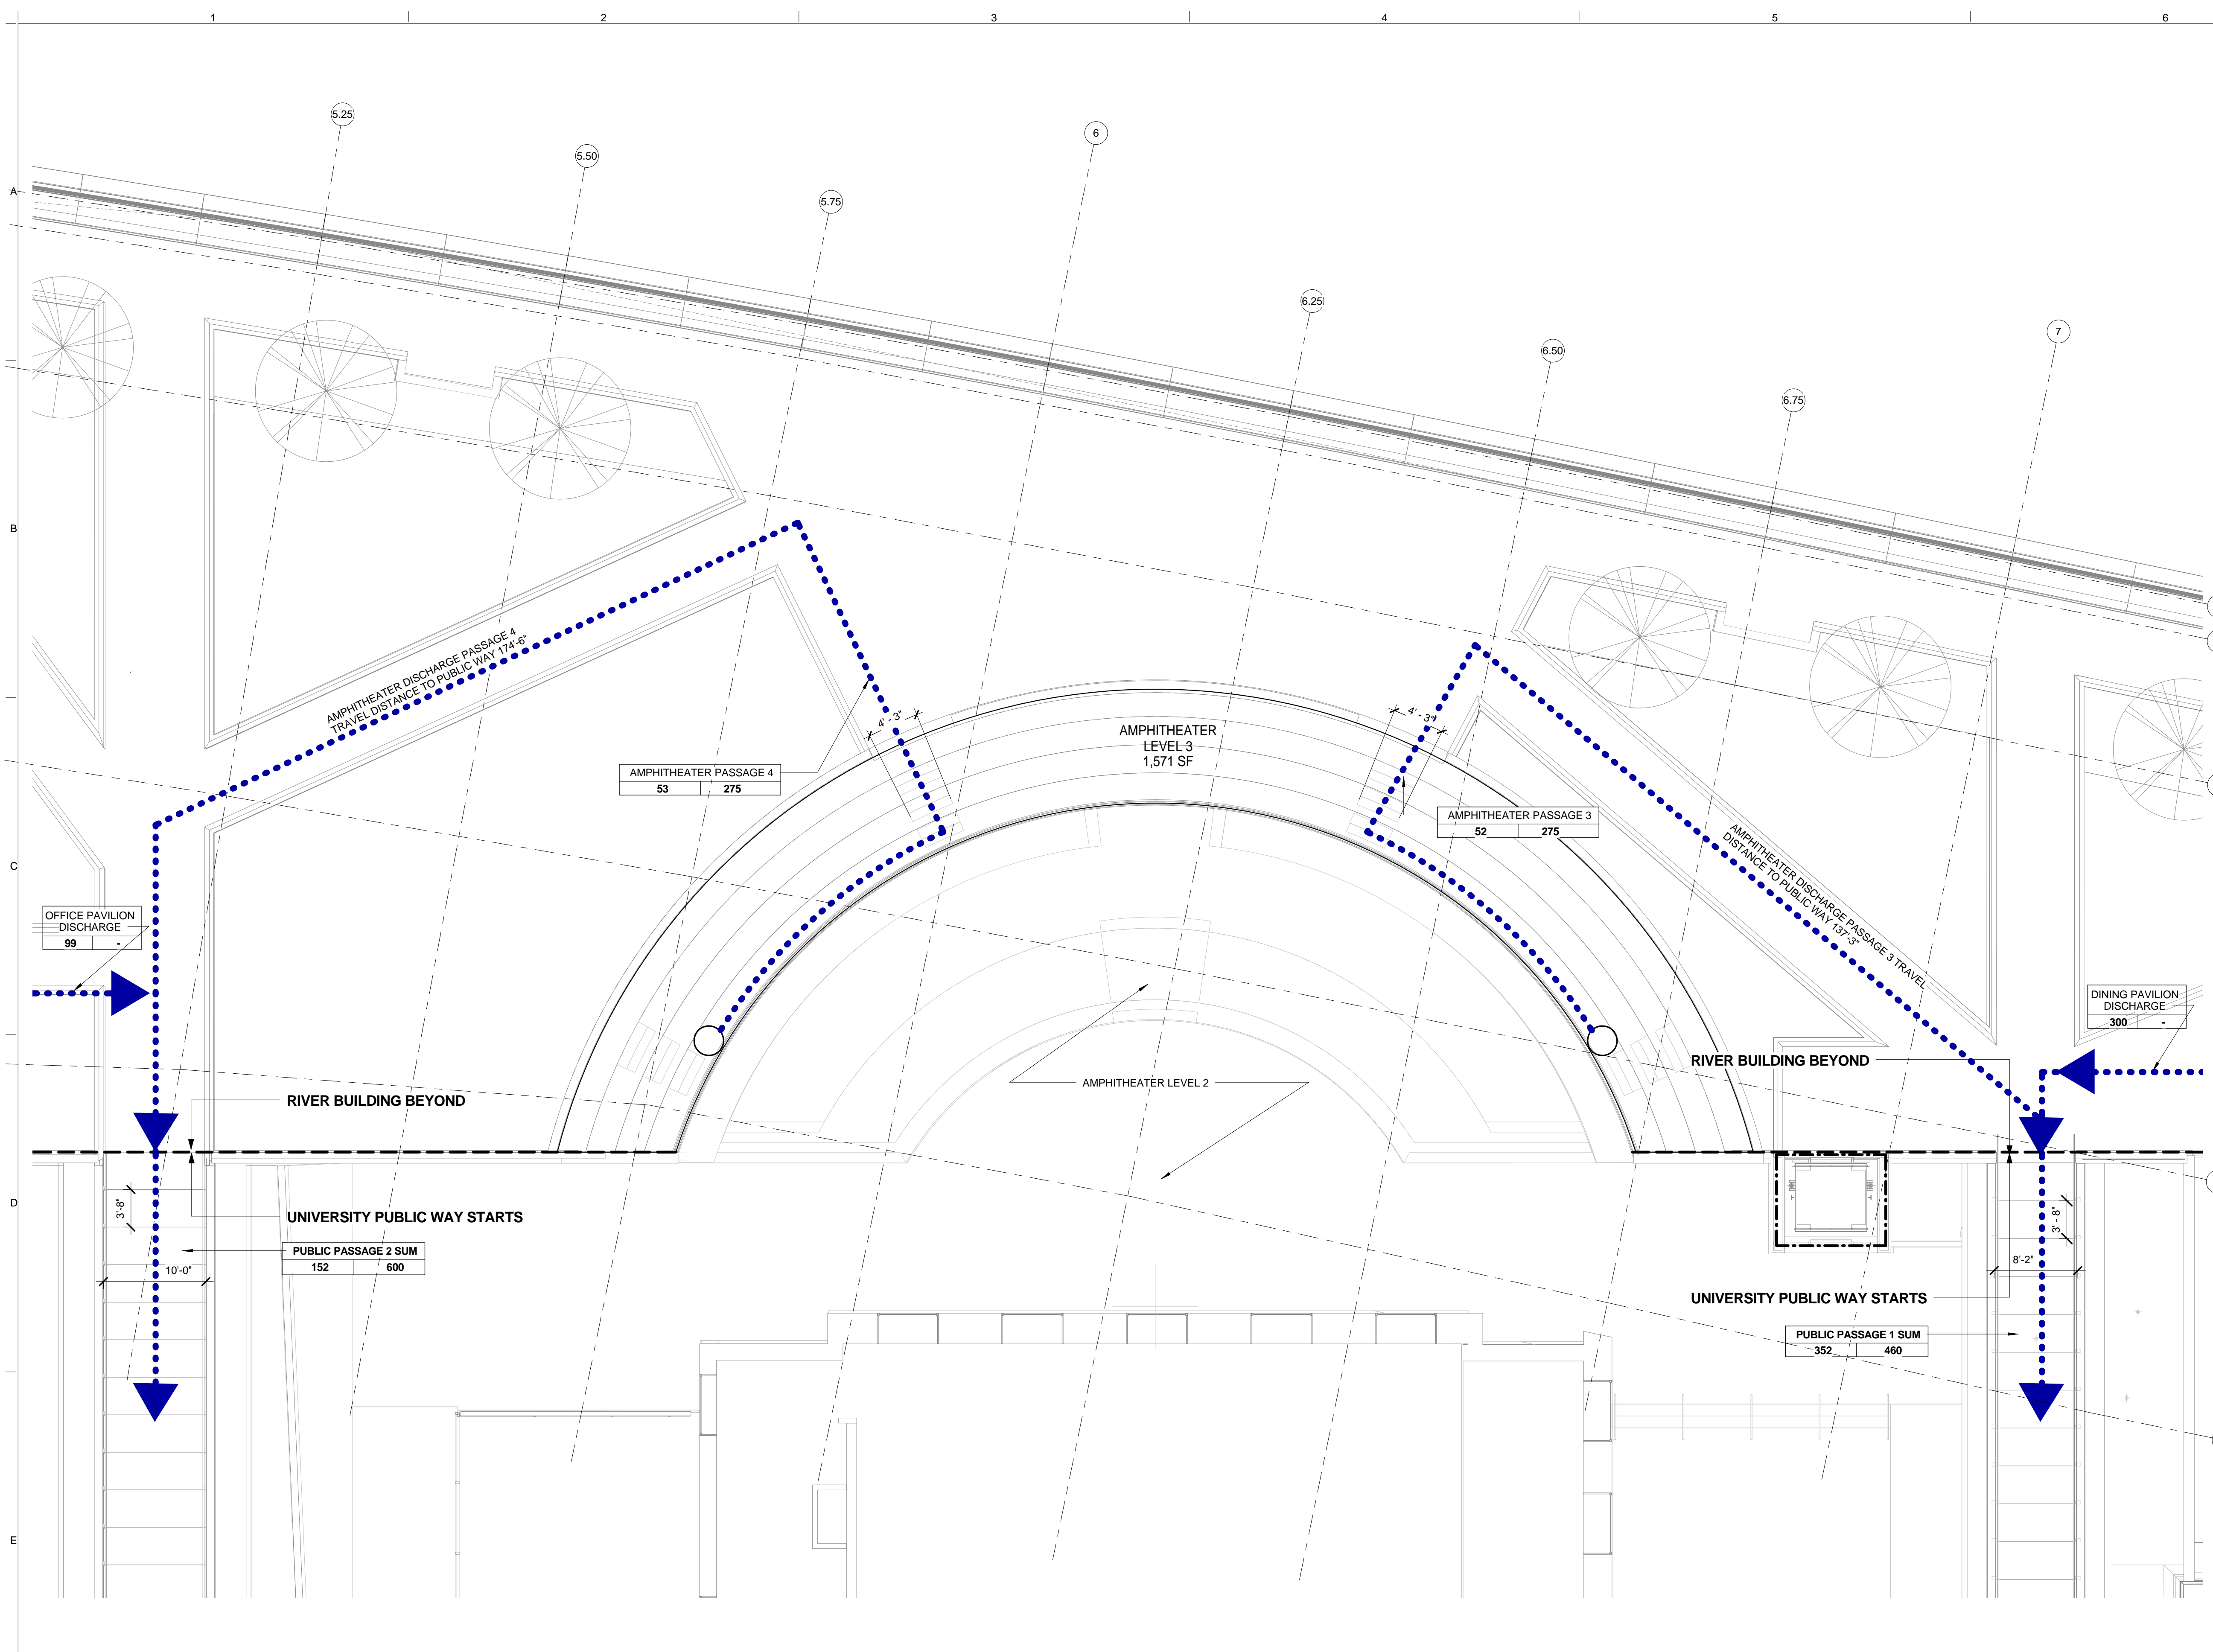 1 2 3 4 5 6
5.25
6
5.50
A
5.75
6.25
7
6.50
6.75
B
AMPHITHEATER DISCHARGE PASSAGE 4
TRAVEL DISTANCE TO PUBLIC WAY 174'-6"
4' - 3"
4' - 3"
AMPHITHEATER
LEVEL 3
1,571 SF
AMPHITHEATER PASSAGE 4
53 275
AMPHITHEATER PASSAGE 3
52 275
AMPHITHEATER DISCHARGE PASSAGE 3 TRAVEL
DISTANCE TO PUBLIC WAY 137'-3"
C
OFFICE PAVILION
DISCHARGE
99 -
DINING PAVILION
DISCHARGE
300 -
RIVER BUILDING BEYOND
AMPHITHEATER LEVEL 2
RIVER BUILDING BEYOND
D
3'-8"
3' - 8"
UNIVERSITY PUBLIC WAY STARTS
PUBLIC PASSAGE 2 SUM
152 600
10'-0"
8'-2"
UNIVERSITY PUBLIC WAY STARTS
PUBLIC PASSAGE 1 SUM
352 460
E